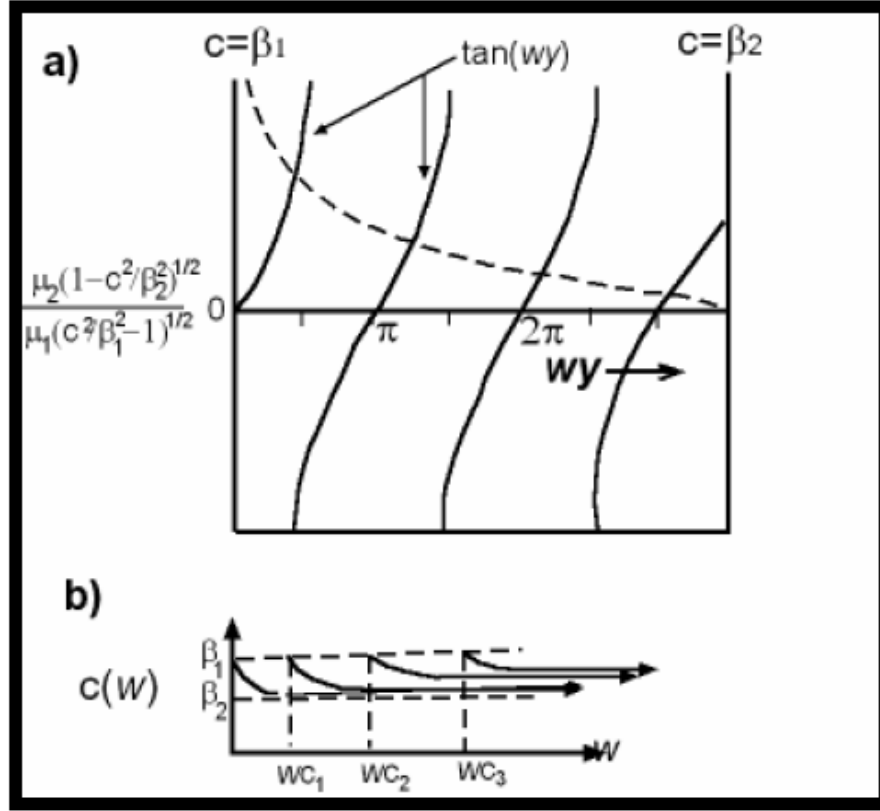 a)
c=β₁
tan(wy)
c=β₂
μ₂(1−c²/β₂²)^1/2
μ₁(c²/β₁²−1)^1/2
0
π
2π
wy
b)
c(w)
β₁
β₂
wc₁
wc₂
wc₃
w